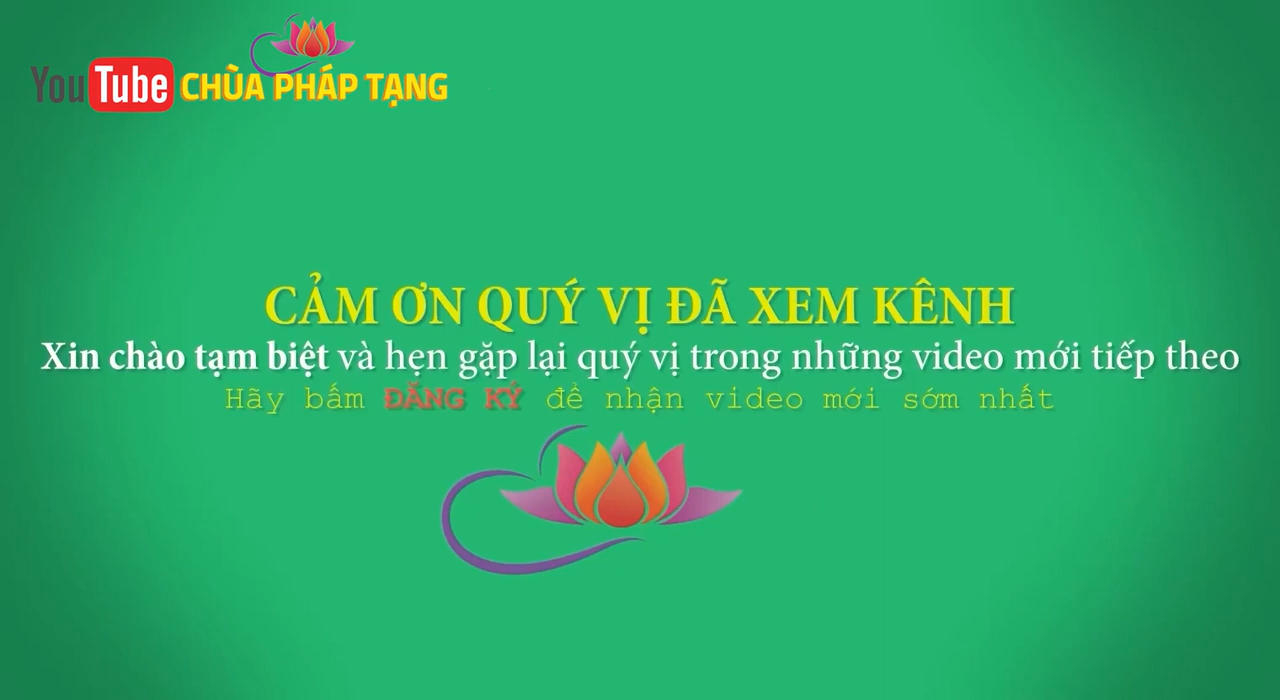 YouTube CHÙA PHÁP TẠNG
CẢM ƠN QUÝ VỊ ĐÃ XEM KÊNH
Xin chào tạm biệt và hẹn gặp lại quý vị trong những video mới tiếp theo
Hãy bấm ĐĂNG KÝ để nhận video mới sớm nhất